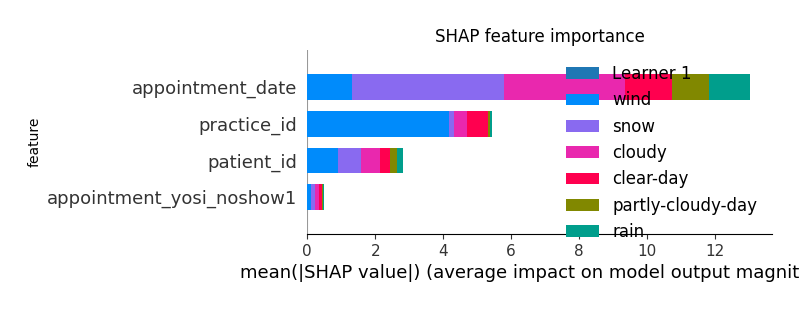 SHAP feature importance
Learner 1
wind
snow
cloudy
clear-day
partly-cloudy-day
rain
appointment_date
practice_id
patient_id
appointment_yosi_noshow1
feature
0 2 4 6 8 10 12
mean(|SHAP value|) (average impact on model output magnit